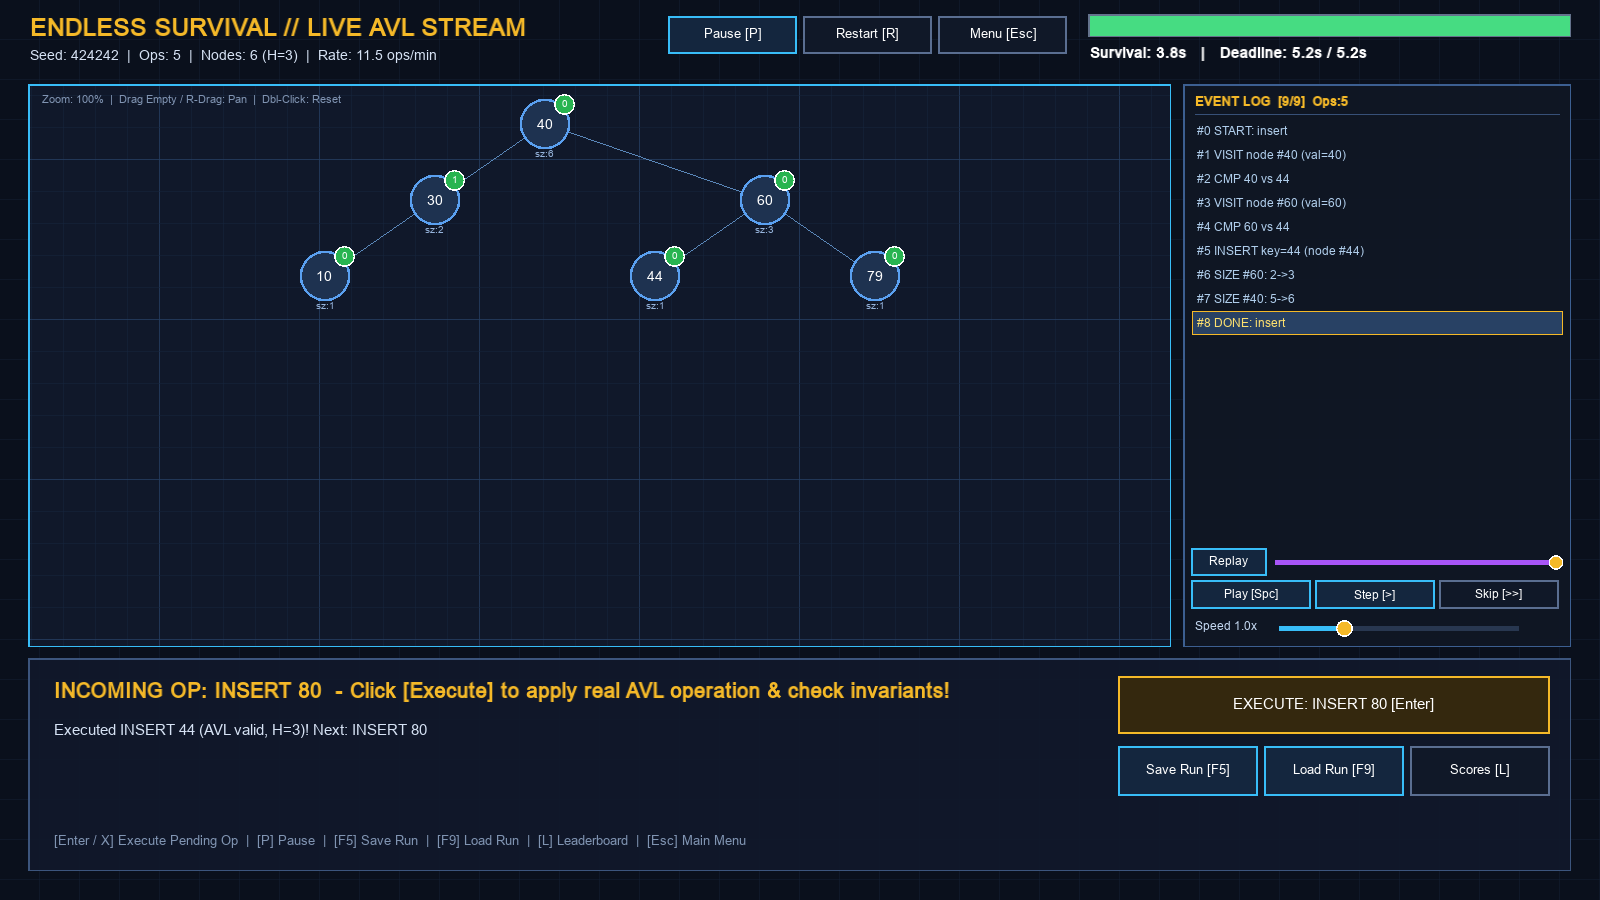 ENDLESS SURVIVAL // LIVE AVL STREAM
Seed: 424242 | Ops: 5 | Nodes: 6 (H=3) | Rate: 11.5 ops/min
Pause [P]
Restart [R]
Menu [Esc]
Survival: 3.8s | Deadline: 5.2s / 5.2s
Zoom: 100% | Drag Empty / R-Drag: Pan | Dbl-Click: Reset
0
40
sz:6
1
30
sz:2
0
60
sz:3
0
10
sz:1
0
44
sz:1
0
79
sz:1
EVENT LOG [9/9] Ops:5
#0 START: insert
#1 VISIT node #40 (val=40)
#2 CMP 40 vs 44
#3 VISIT node #60 (val=60)
#4 CMP 60 vs 44
#5 INSERT key=44 (node #44)
#6 SIZE #60: 2->3
#7 SIZE #40: 5->6
#8 DONE: insert
Replay
Play [Spc]
Step [>]
Skip [>>]
Speed 1.0x
INCOMING OP: INSERT 80 - Click [Execute] to apply real AVL operation & check invariants!
Executed INSERT 44 (AVL valid, H=3)! Next: INSERT 80
EXECUTE: INSERT 80 [Enter]
Save Run [F5]
Load Run [F9]
Scores [L]
[Enter / X] Execute Pending Op | [P] Pause | [F5] Save Run | [F9] Load Run | [L] Leaderboard | [Esc] Main Menu